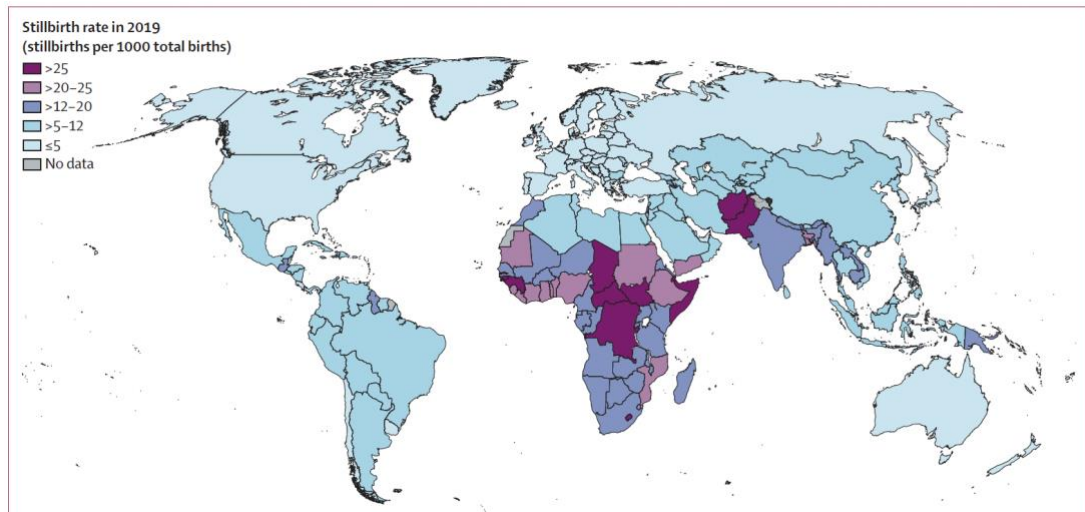 Stillbirth rate in 2019
(stillbirths per 1000 total births)
>25
>20–25
>12–20
>5–12
≤5
No data